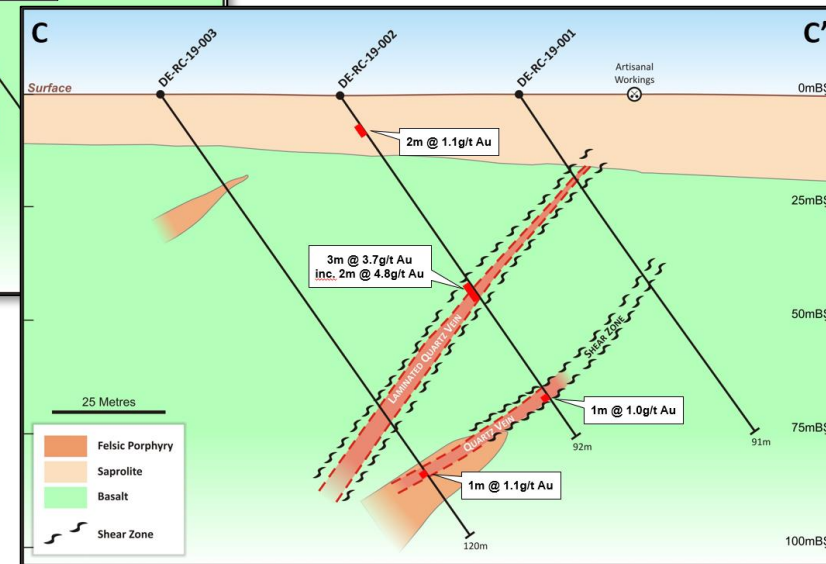 C
C'
DE-RC-19-003
DE-RC-19-002
DE-RC-19-001
Artisanal
Workings
Surface
0mBS
2m @ 1.1g/t Au
25mBS
3m @ 3.7g/t Au
inc. 2m @ 4.8g/t Au
50mBS
LAMINATED QUARTZ VEIN
SHEAR ZONE
25 Metres
1m @ 1.0g/t Au
QUARTZ VEIN
75mBS
92m
91m
Felsic Porphyry
Saprolite
Basalt
Shear Zone
1m @ 1.1g/t Au
120m
100mBS